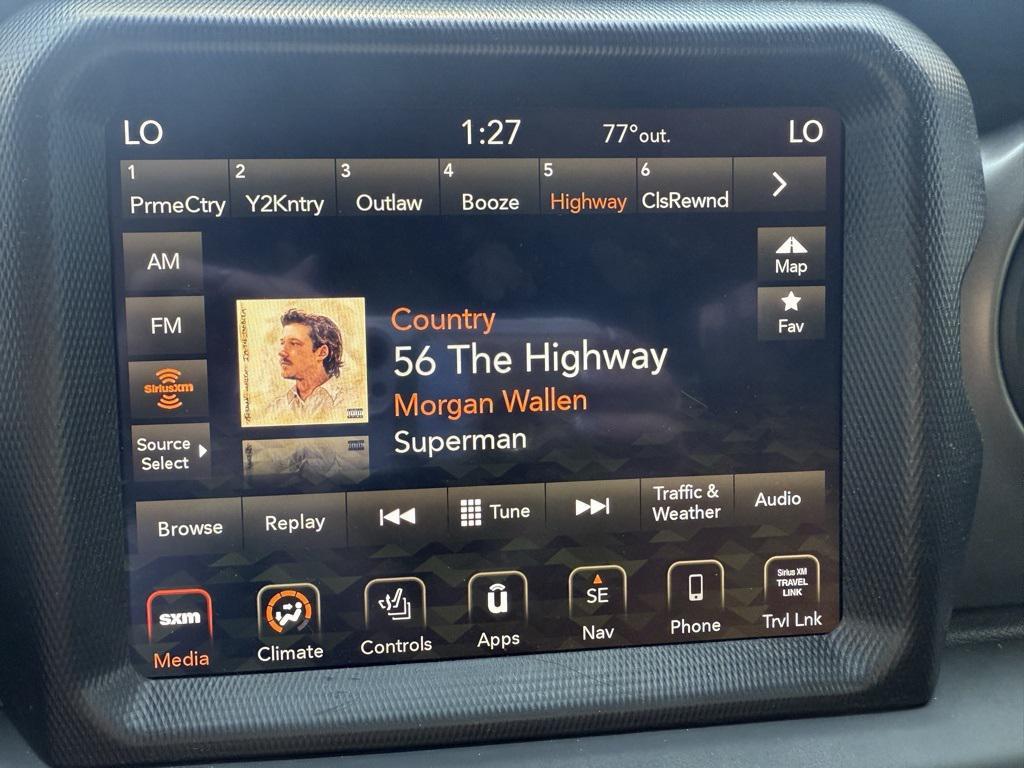 LO
1:27
77°out.
LO
1
PrmeCtry
2
Y2Kntry
3
Outlaw
4
Booze
5
Highway
6
ClsRewnd
AM
FM
SiriusXM
Source
Select
Map
Fav
Country
56 The Highway
Morgan Wallen
Superman
Browse
Replay
Tune
Traffic &
Weather
Audio
sxm
Media
Climate
Controls
u
Apps
SE
Nav
Phone
Sirius XM
TRAVEL
LINK
Trvl Lnk